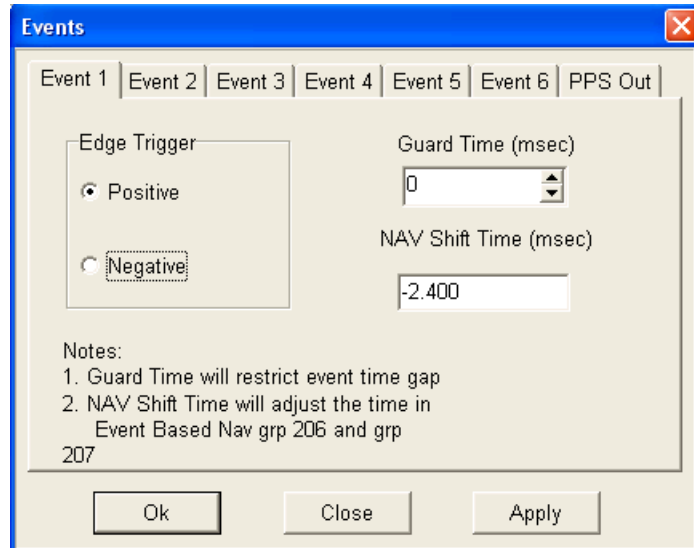 Events
Event 1 Event 2 Event 3 Event 4 Event 5 Event 6 PPS Out
Edge Trigger
Positive
Negative
Guard Time (msec)
0
NAV Shift Time (msec)
-2.400
Notes:
1. Guard Time will restrict event time gap
2. NAV Shift Time will adjust the time in
Event Based Nav grp 206 and grp
207
Ok Close Apply